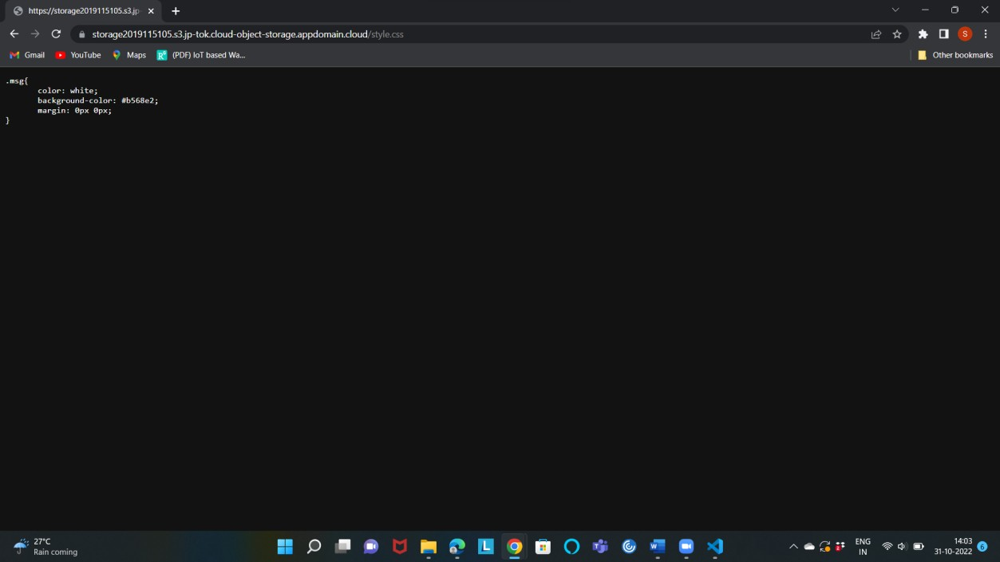 https://storage2019115105.s3.jp-
storage2019115105.s3.jp-tok.cloud-object-storage.appdomain.cloud/style.css
S
Gmail
YouTube
Maps
R⁶
(PDF) IoT based Wa...
Other bookmarks
.msg{
color: white;
background-color: #b568e2;
margin: 0px 0px;
}
27°C
Rain coming
L
W
ENG
IN
14:03
31-10-2022
6